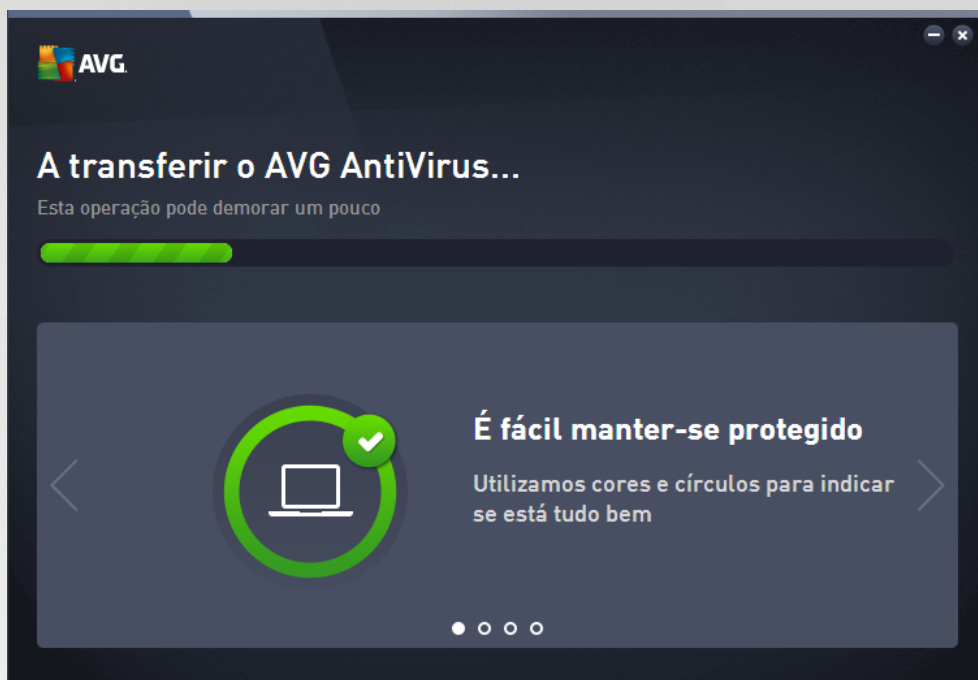 AVG.
A transferir o AVG AntiVirus...
Esta operação pode demorar um pouco
É fácil manter-se protegido
Utilizamos cores e círculos para indicar
se está tudo bem